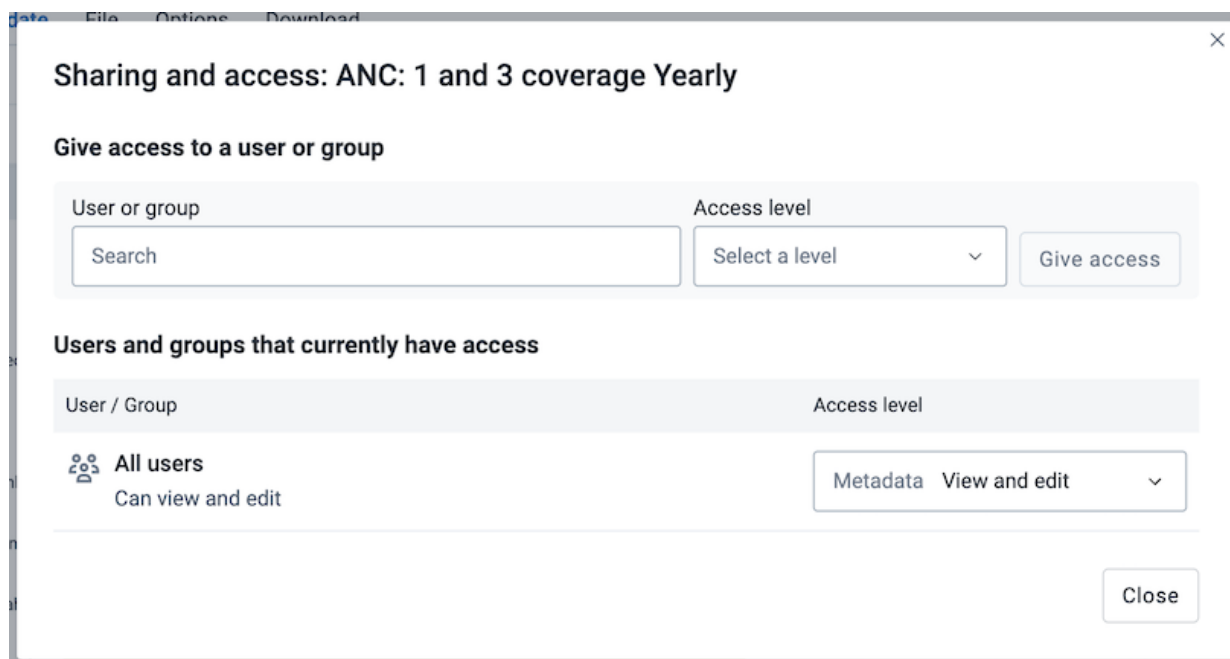 File Options Download
Sharing and access: ANC: 1 and 3 coverage Yearly
Give access to a user or group
User or group
Access level
Search
Select a level
Give access
Users and groups that currently have access
User / Group
Access level
All users
Can view and edit
Metadata View and edit
Close